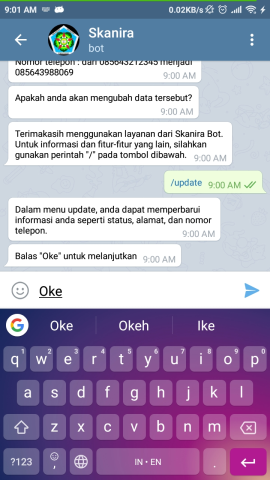 9:01 AM
0.02KB/s
Skanira
bot
Nomor telepon : dari 085643212345 menjadi
085643988069
9:00 AM
Apakah anda akan mengubah data tersebut?
9:00 AM
Terimakasih menggunakan layanan dari Skanira Bot.
Untuk informasi dan fitur-fitur yang lain, silahkan
gunakan perintah "/" pada tombol dibawah.
9:00 AM
/update 9:00 AM
Dalam menu update, anda dapat memperbarui
informasi anda seperti status, alamat, dan nomor
telepon.
9:00 AM
Balas "Oke" untuk melanjutkan 9:00 AM
Oke
G Oke Okeh Ike
q 1 w 2 e 3 r 4 t 5 y 6 u 7 i 8 o 9 p 0
a s d f g h j k l
z x c v b n m
?123 , IN • EN .